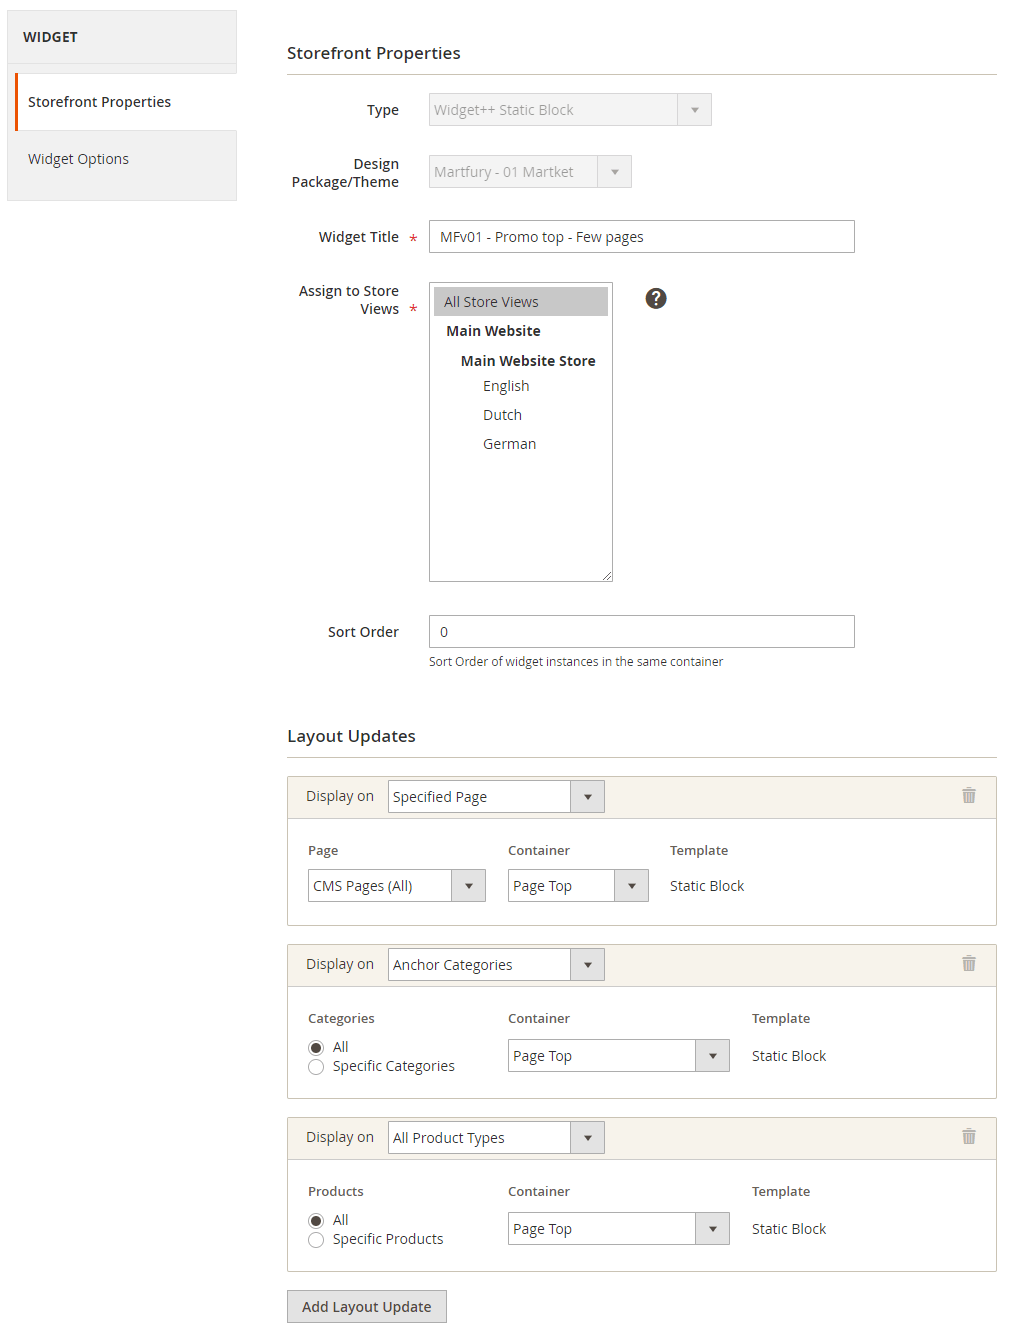 WIDGET
Storefront Properties
Widget Options
Storefront Properties
Type
Widget++ Static Block
Design
Package/Theme
Martfury - 01 Martket
Widget Title *
MFv01 - Promo top - Few pages
Assign to Store
Views *
All Store Views
Main Website
Main Website Store
English
Dutch
German
?
Sort Order
0
Sort Order of widget instances in the same container
Layout Updates
Display on
Specified Page
Page
Container
Template
CMS Pages (All)
Page Top
Static Block
Display on
Anchor Categories
Categories
Container
Template
All
Specific Categories
Page Top
Static Block
Display on
All Product Types
Products
Container
Template
All
Specific Products
Page Top
Static Block
Add Layout Update